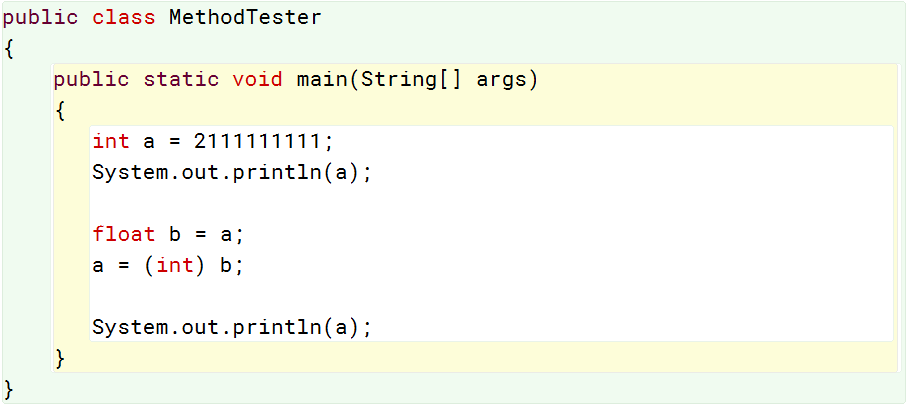 public class MethodTester
{
public static void main(String[] args)
{
int a = 2111111111;
System.out.println(a);
float b = a;
a = (int) b;
System.out.println(a);
}
}